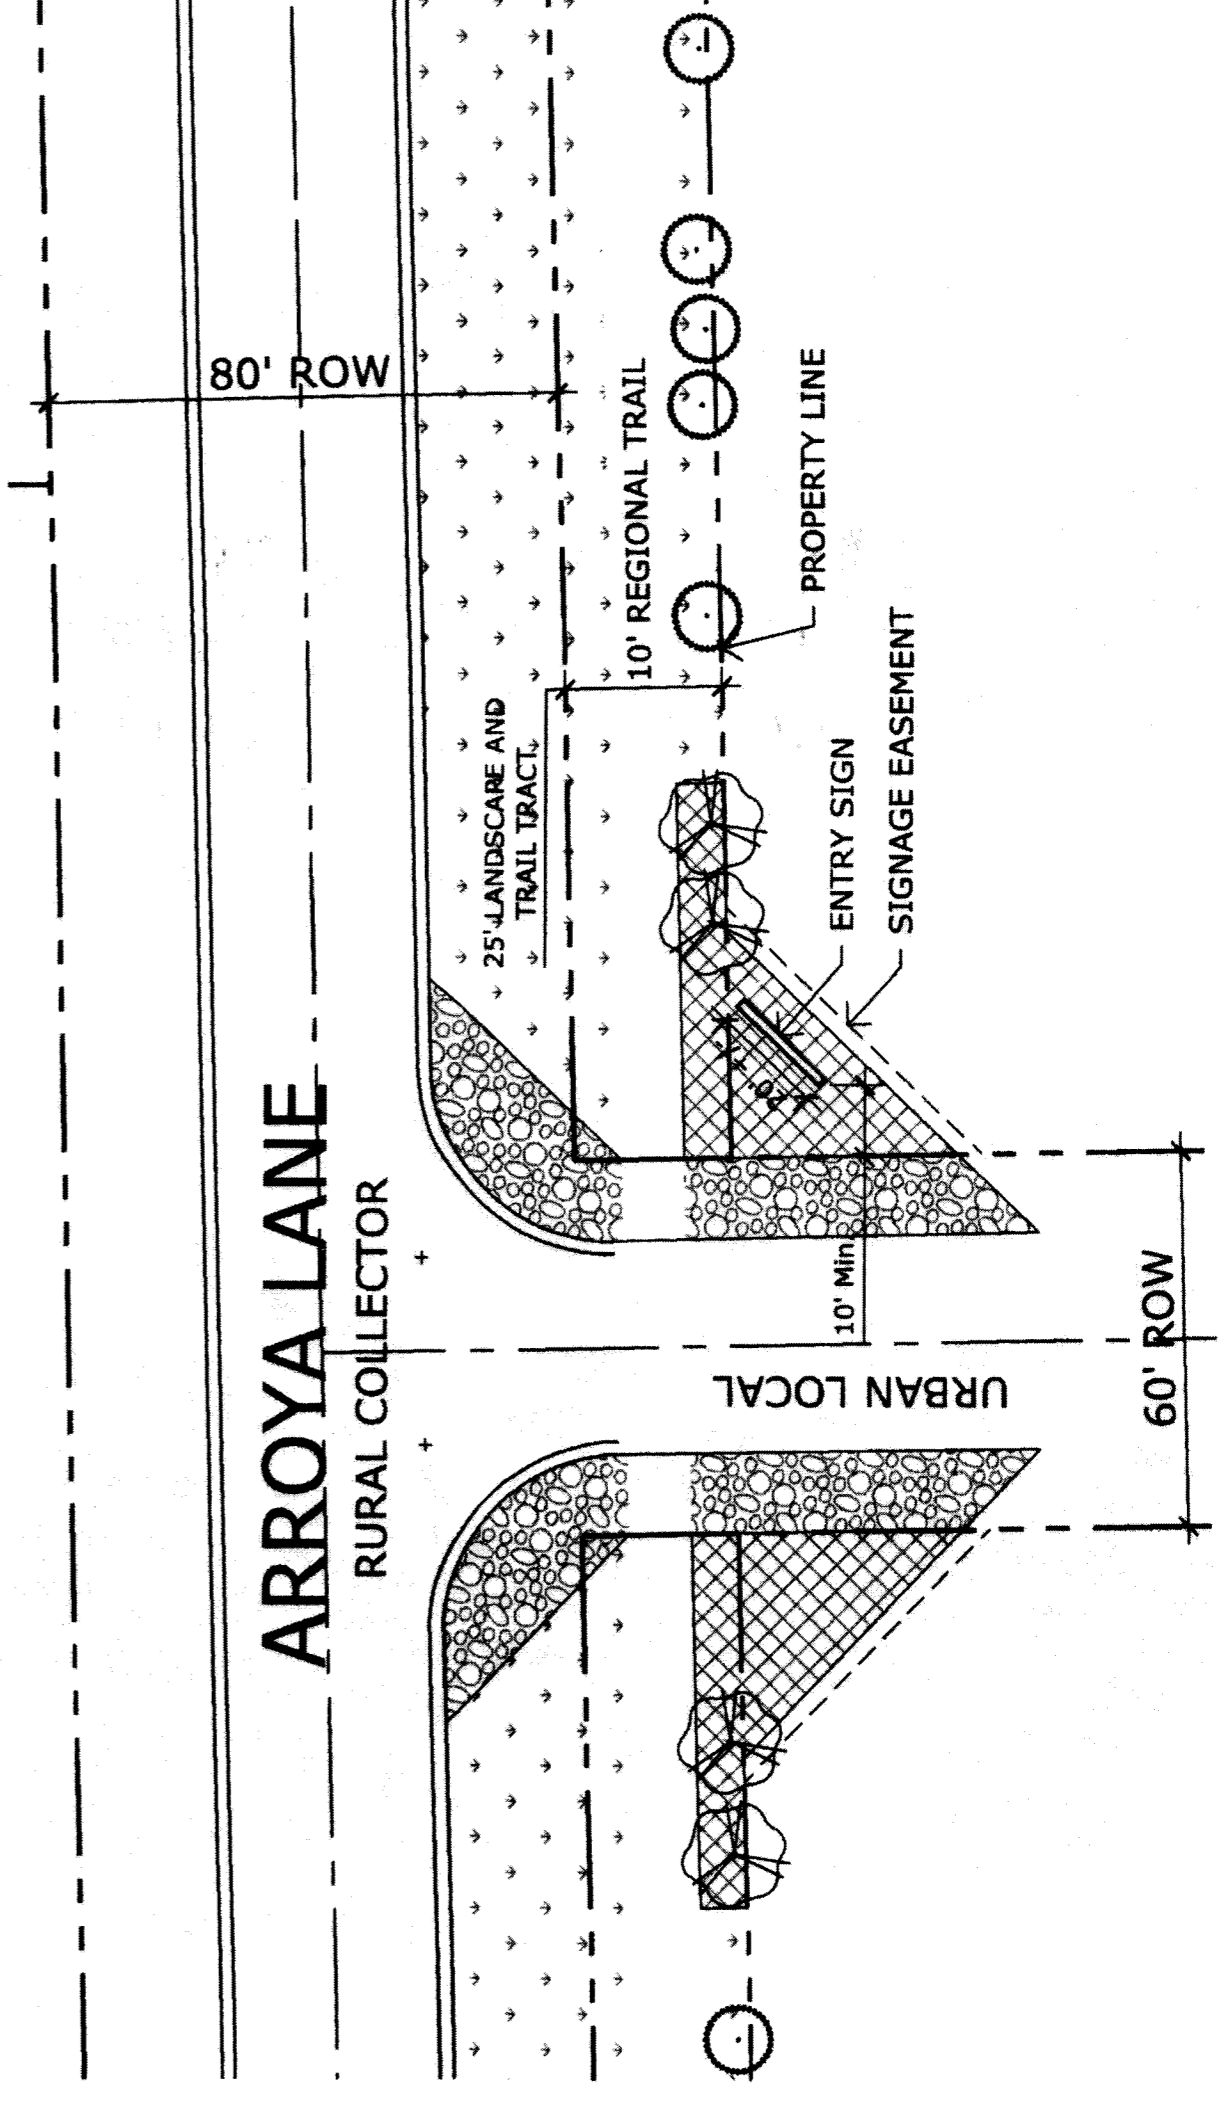 ARROYA LANE
RURAL COLLECTOR
80' ROW
25' LANDSCARE AND
TRAIL TRACT
10' REGIONAL TRAIL
PROPERTY LINE
ENTRY SIGN
SIGNAGE EASEMENT
10' Min.
URBAN LOCAL
60' ROW